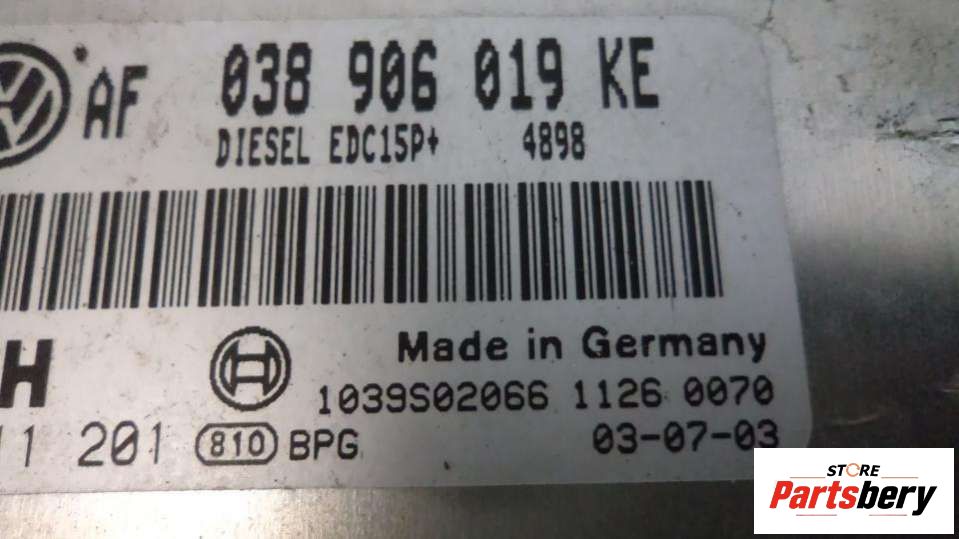 AF 038 906 019 KE
DIESEL EDC15P+ 4898
H Made in Germany
1039S02066 1126 0070
11 201 810 BPG 03-07-03
STORE
Partsbery